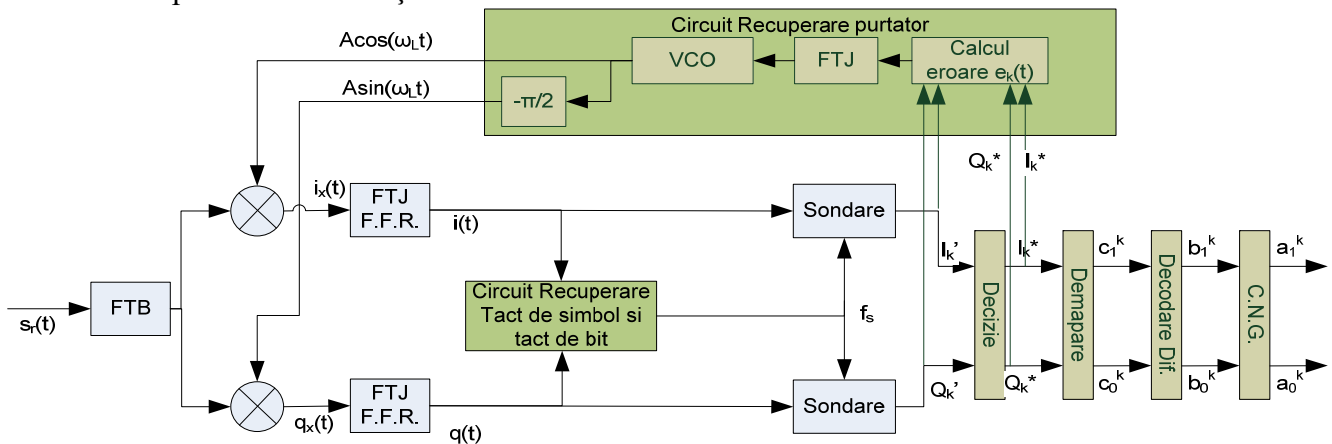 Circuit Recuperare purtator
Acos(ωLt)
VCO
FTJ
Calcul
eroare ek(t)
Asin(ωLt)
-π/2
Qk*
Ik*
ix(t)
FTJ
F.F.R.
i(t)
Sondare
Ik'
Ik*
c1k
b1k
a1k
sr(t)
FTB
Circuit Recuperare
Tact de simbol si
tact de bit
fs
Decizie
Demapare
Decodare Dif.
C.N.G.
qx(t)
FTJ
F.F.R.
q(t)
Sondare
Qk'
Qk*
c0k
b0k
a0k